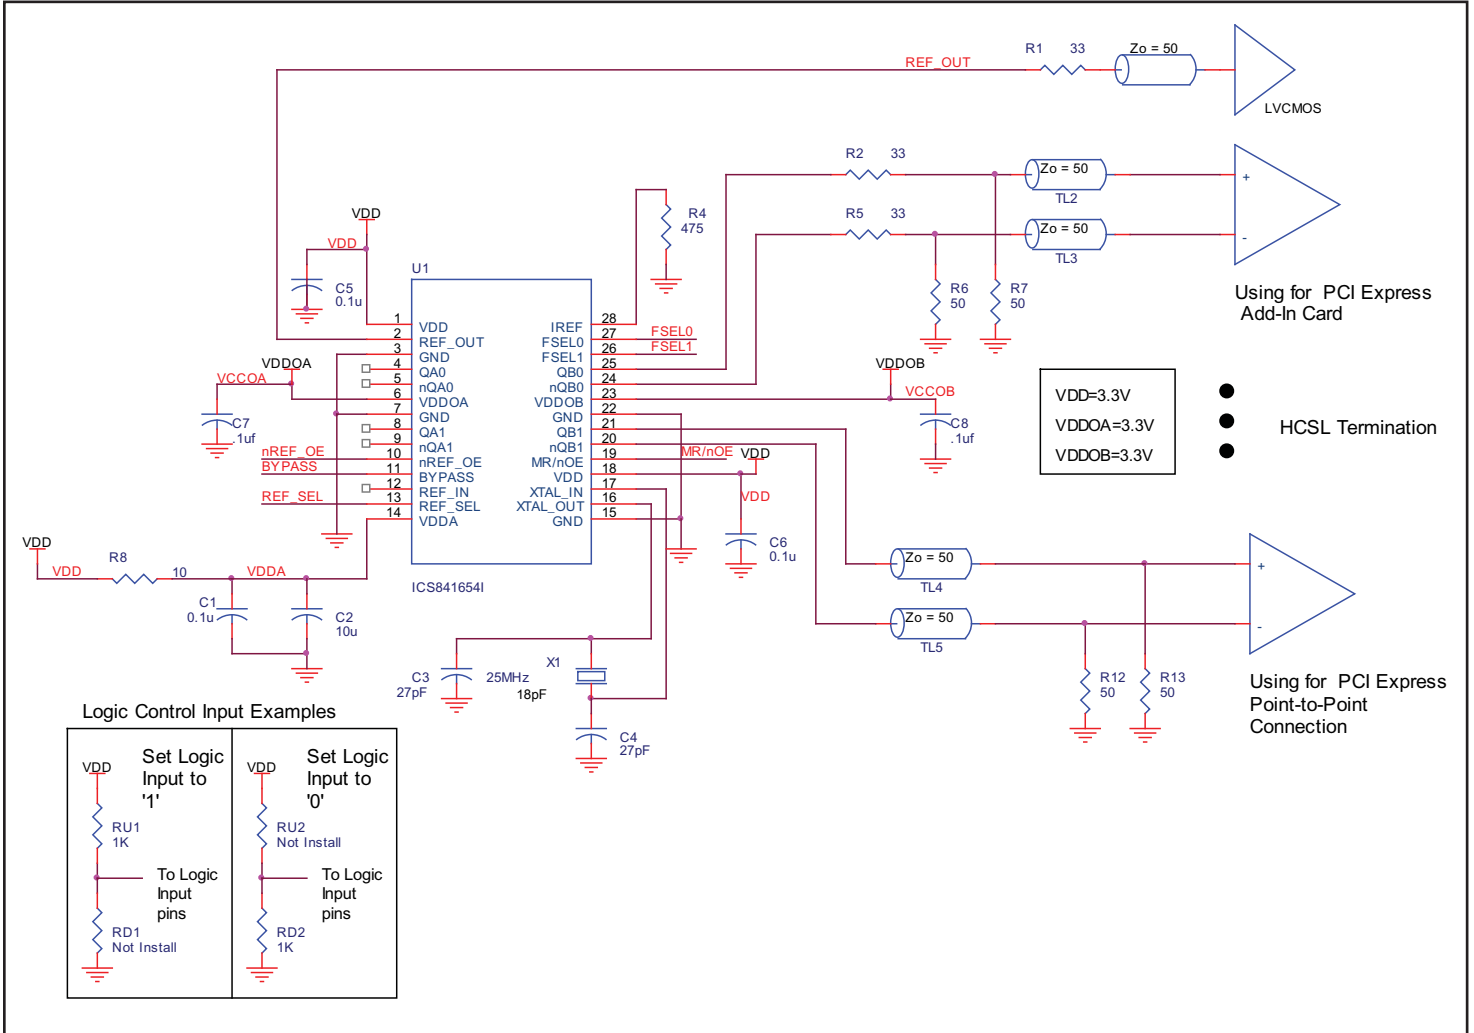 R1 33
Zo = 50
REF_OUT
LVCMOS
R2 33
Zo = 50
+
TL2
R5 33
Zo = 50
-
TL3
R4
475
R6
50
R7
50
Using for PCI Express
Add-In Card
VDD
VDD
C5
0.1u
U1
1
VDD
2
REF_OUT
3
GND
4
QA0
5
nQA0
6
VDDOA
7
GND
8
QA1
9
nQA1
10
nREF_OE
11
BYPASS
12
REF_IN
13
REF_SEL
14
VDDA
28
IREF
27
FSEL0
26
FSEL1
25
QB0
24
nQB0
23
VDDOB
22
GND
21
QB1
20
nQB1
19
MR/nOE
18
VDD
17
XTAL_IN
16
XTAL_OUT
15
GND
ICS841654I
FSEL0
FSEL1
VDDOA
VCCOA
C7
.1uf
nREF_OE
BYPASS
REF_SEL
VDDOB
VCCOB
C8
.1uf
MR/nOE
VDD
VDD
C6
0.1u
VDD=3.3V
VDDOA=3.3V
VDDOB=3.3V
HCSL Termination
VDD
VDD
R8
10
VDDA
C1
0.1u
C2
10u
C3
27pF
25MHz
X1
18pF
C4
27pF
Zo = 50
TL4
+
Zo = 50
TL5
-
R12
50
R13
50
Using for PCI Express
Point-to-Point
Connection
Logic Control Input Examples
VDD
Set Logic
Input to
'1'
RU1
1K
To Logic
Input
pins
RD1
Not Install
VDD
Set Logic
Input to
'0'
RU2
Not Install
To Logic
Input
pins
RD2
1K